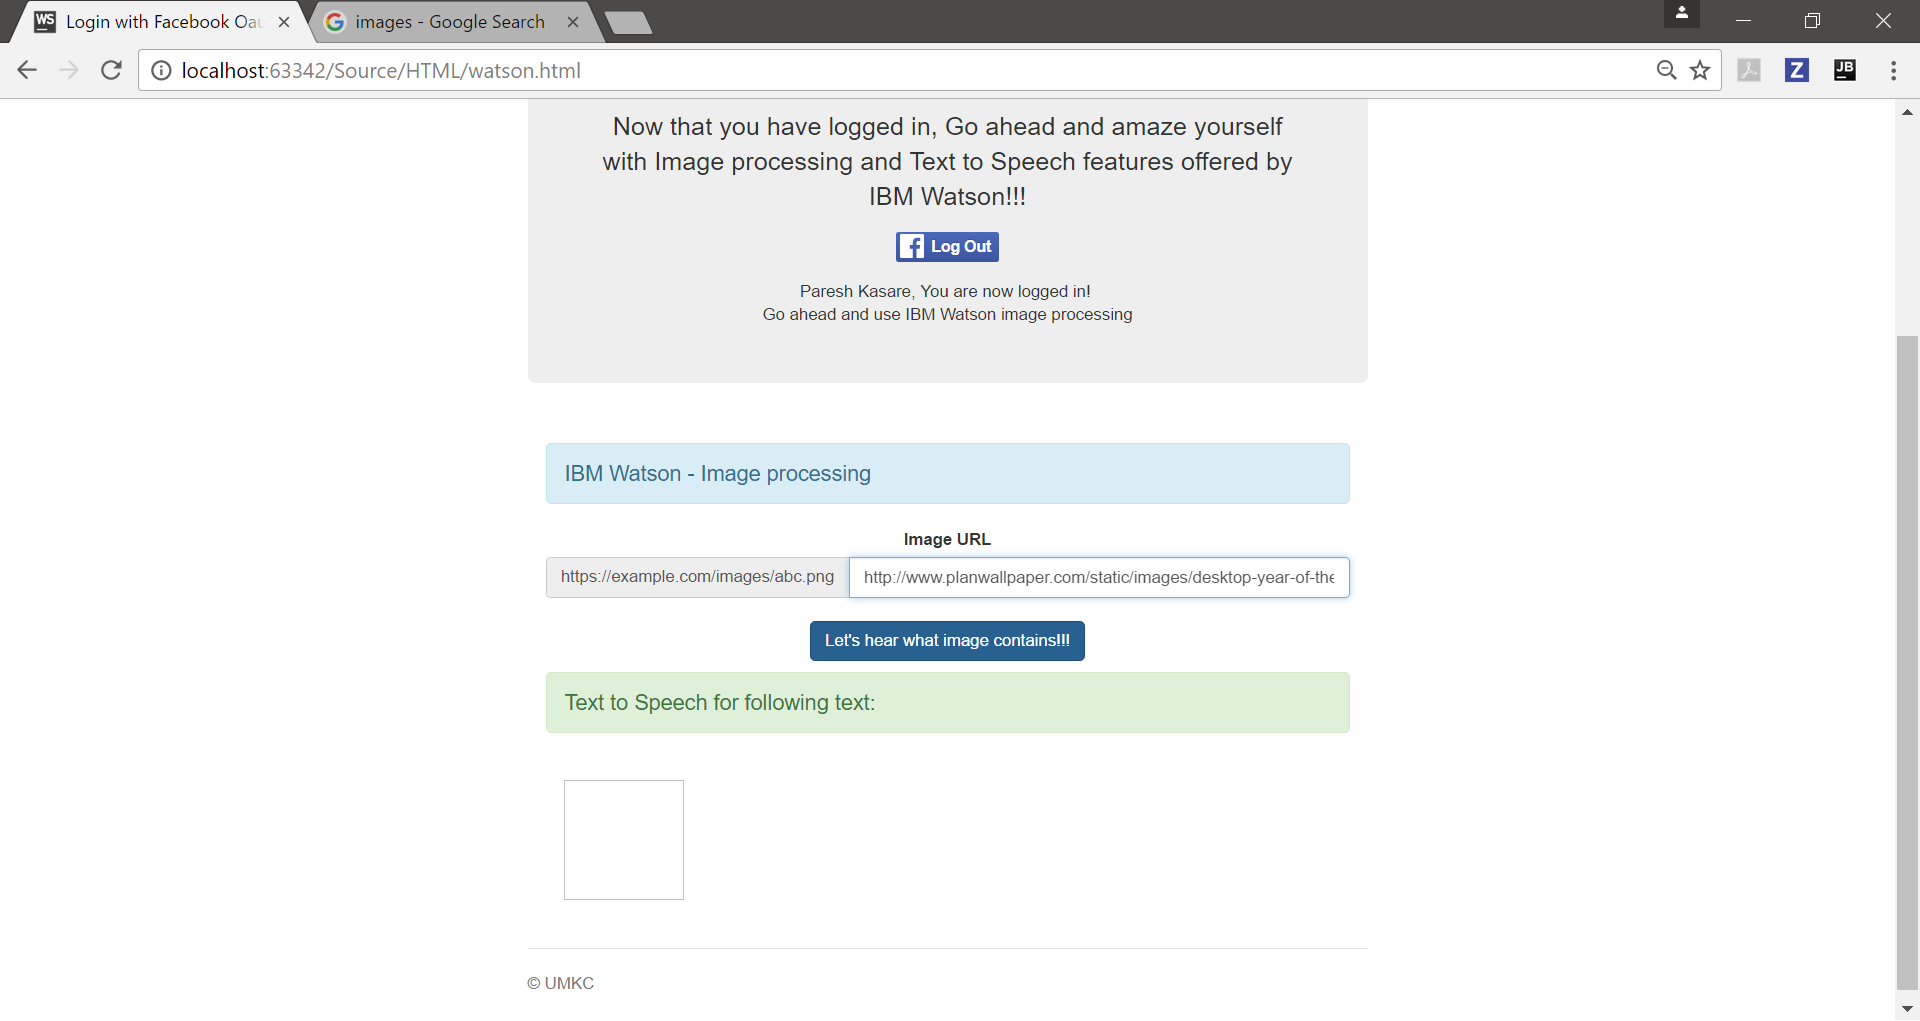 WS Login with Facebook Oau
images - Google Search
localhost:63342/Source/HTML/watson.html
Z
JB
Now that you have logged in, Go ahead and amaze yourself
with Image processing and Text to Speech features offered by
IBM Watson!!!
f Log Out
Paresh Kasare, You are now logged in!
Go ahead and use IBM Watson image processing
IBM Watson - Image processing
Image URL
https://example.com/images/abc.png http://www.planwallpaper.com/static/images/desktop-year-of-the
Let's hear what image contains!!!
Text to Speech for following text:
© UMKC